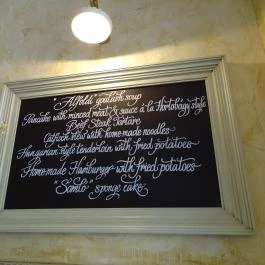 "Alföldi" goulash soup
Pancake with minced meat & sauce à la Hortobágy style
Beef Steak Tartare
Catfish stew with home-made noodles
Hungarian style tenderloin with fried potatoes
Home-made Hamburger with fried potatoes
"Somló" sponge cake